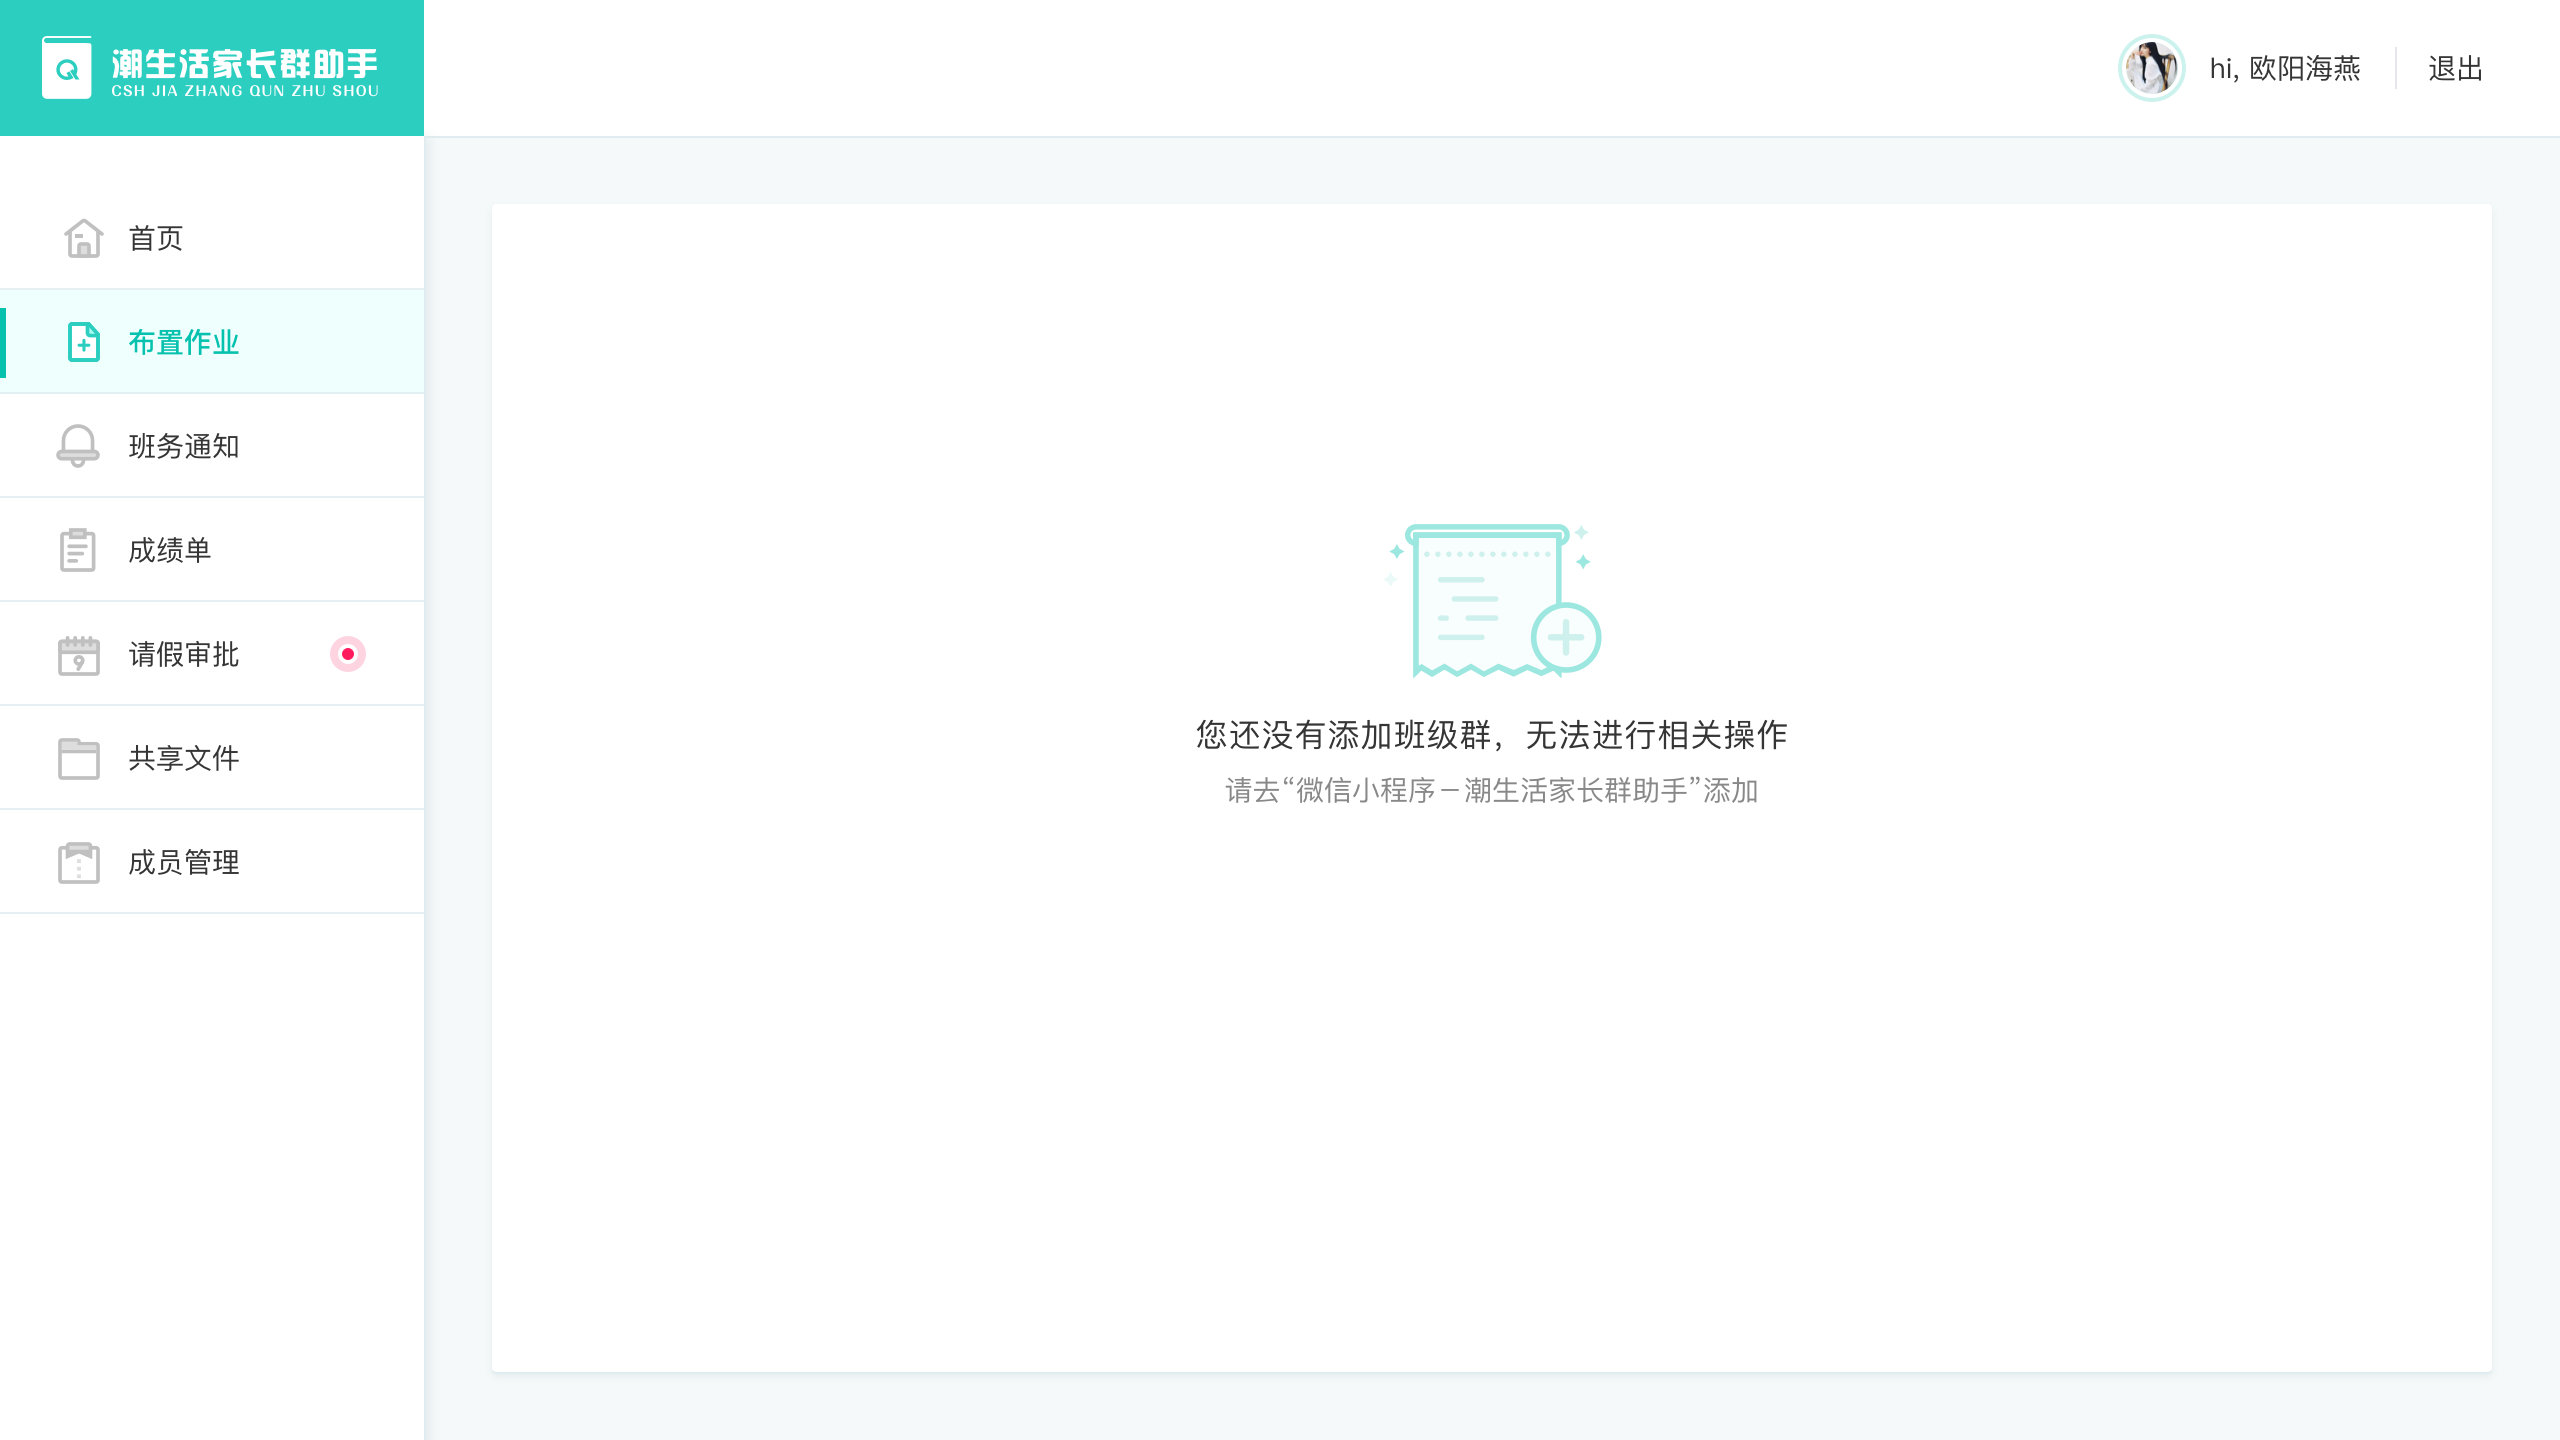 潮生活家长群助手
CSH JIA ZHANG QUN ZHU SHOU
hi, 欧阳海燕
退出
首页
布置作业
班务通知
成绩单
请假审批
共享文件
成员管理
您还没有添加班级群，无法进行相关操作
请去“微信小程序－潮生活家长群助手”添加